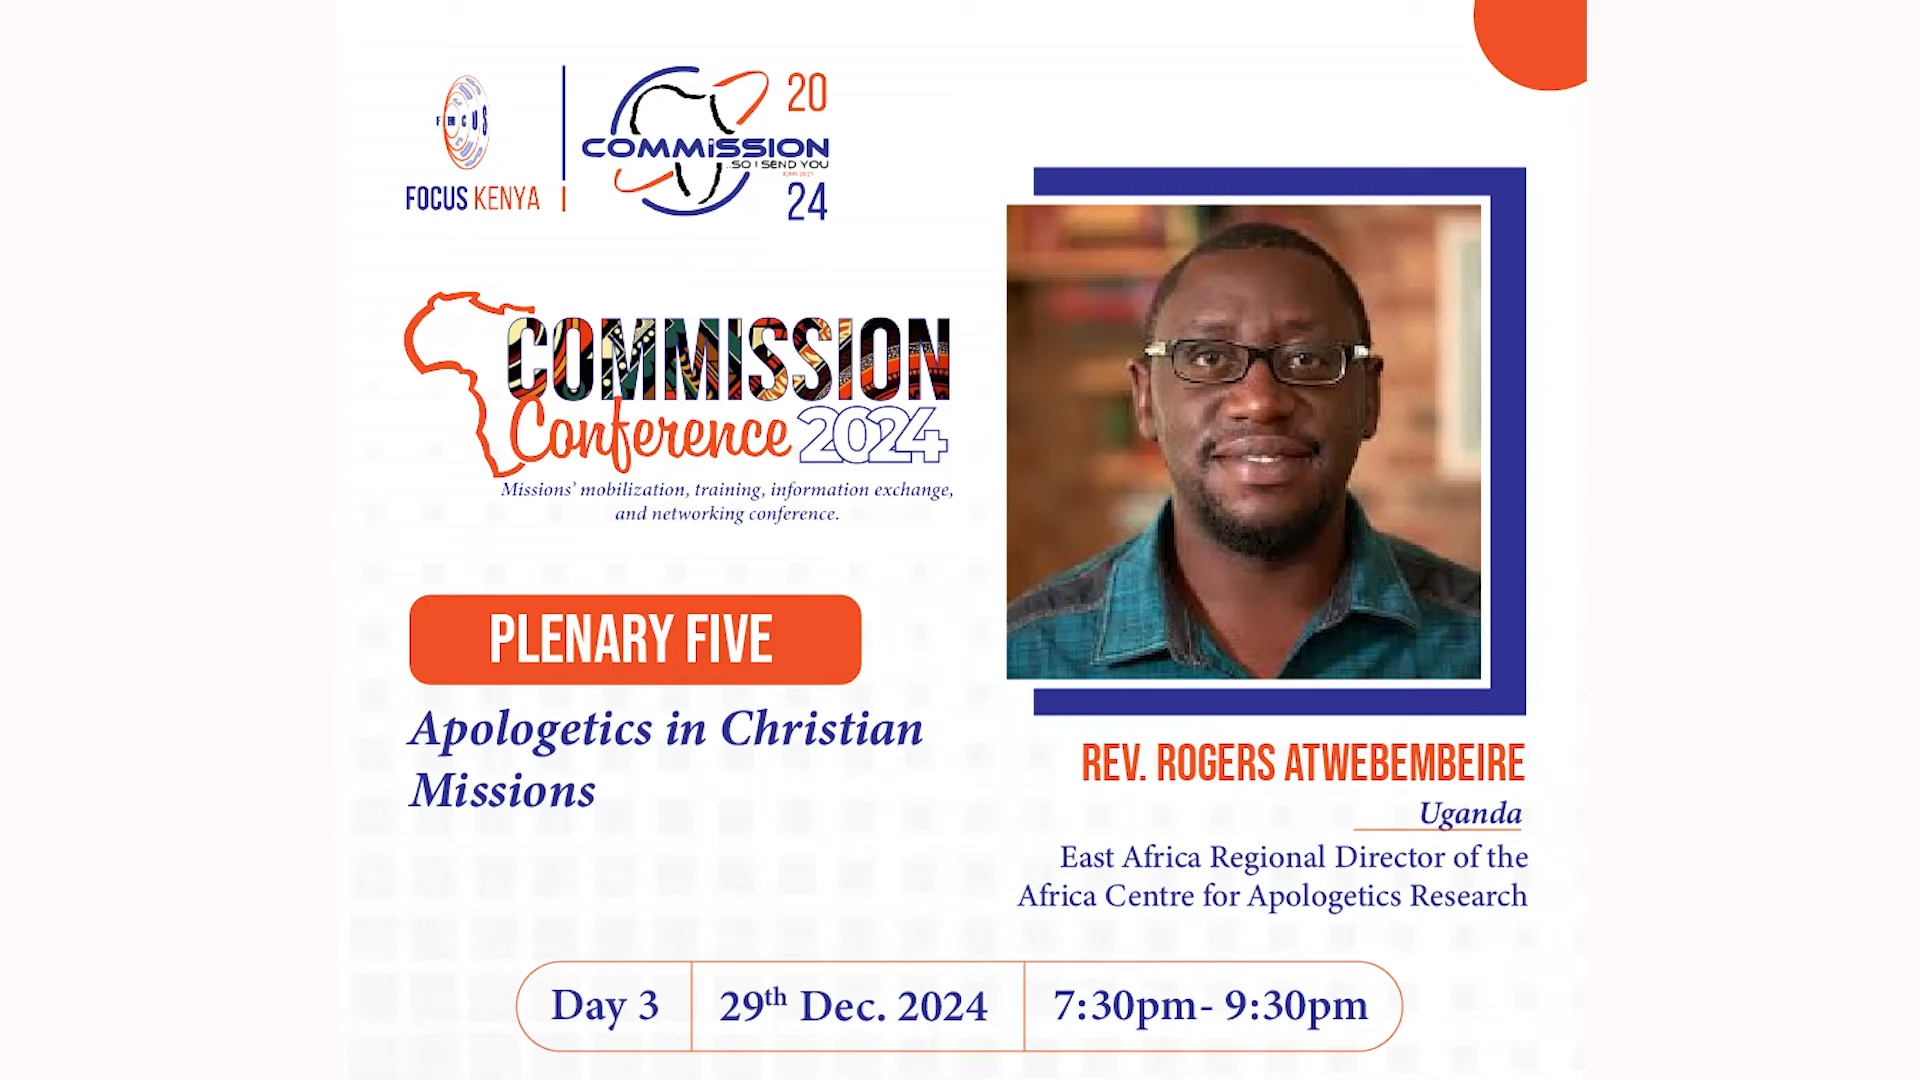 FOCUS
FOCUS KENYA
20
COMMiSSION
..SO I SEND YOU
24
COMMISSION
Conference 2024
Missions' mobilization, training, information exchange,
and networking conference.
PLENARY FIVE
Apologetics in Christian
Missions
REV. ROGERS ATWEBEMBEIRE
Uganda
East Africa Regional Director of the
Africa Centre for Apologetics Research
Day 3
29th Dec. 2024
7:30pm- 9:30pm